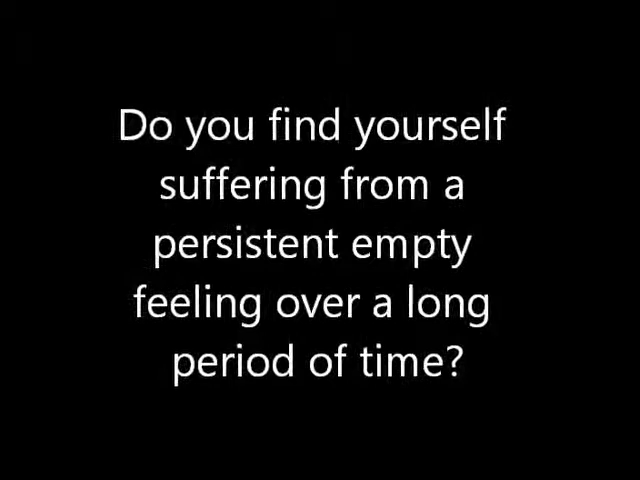 Do you find yourself
suffering from a
persistent empty
feeling over a long
period of time?